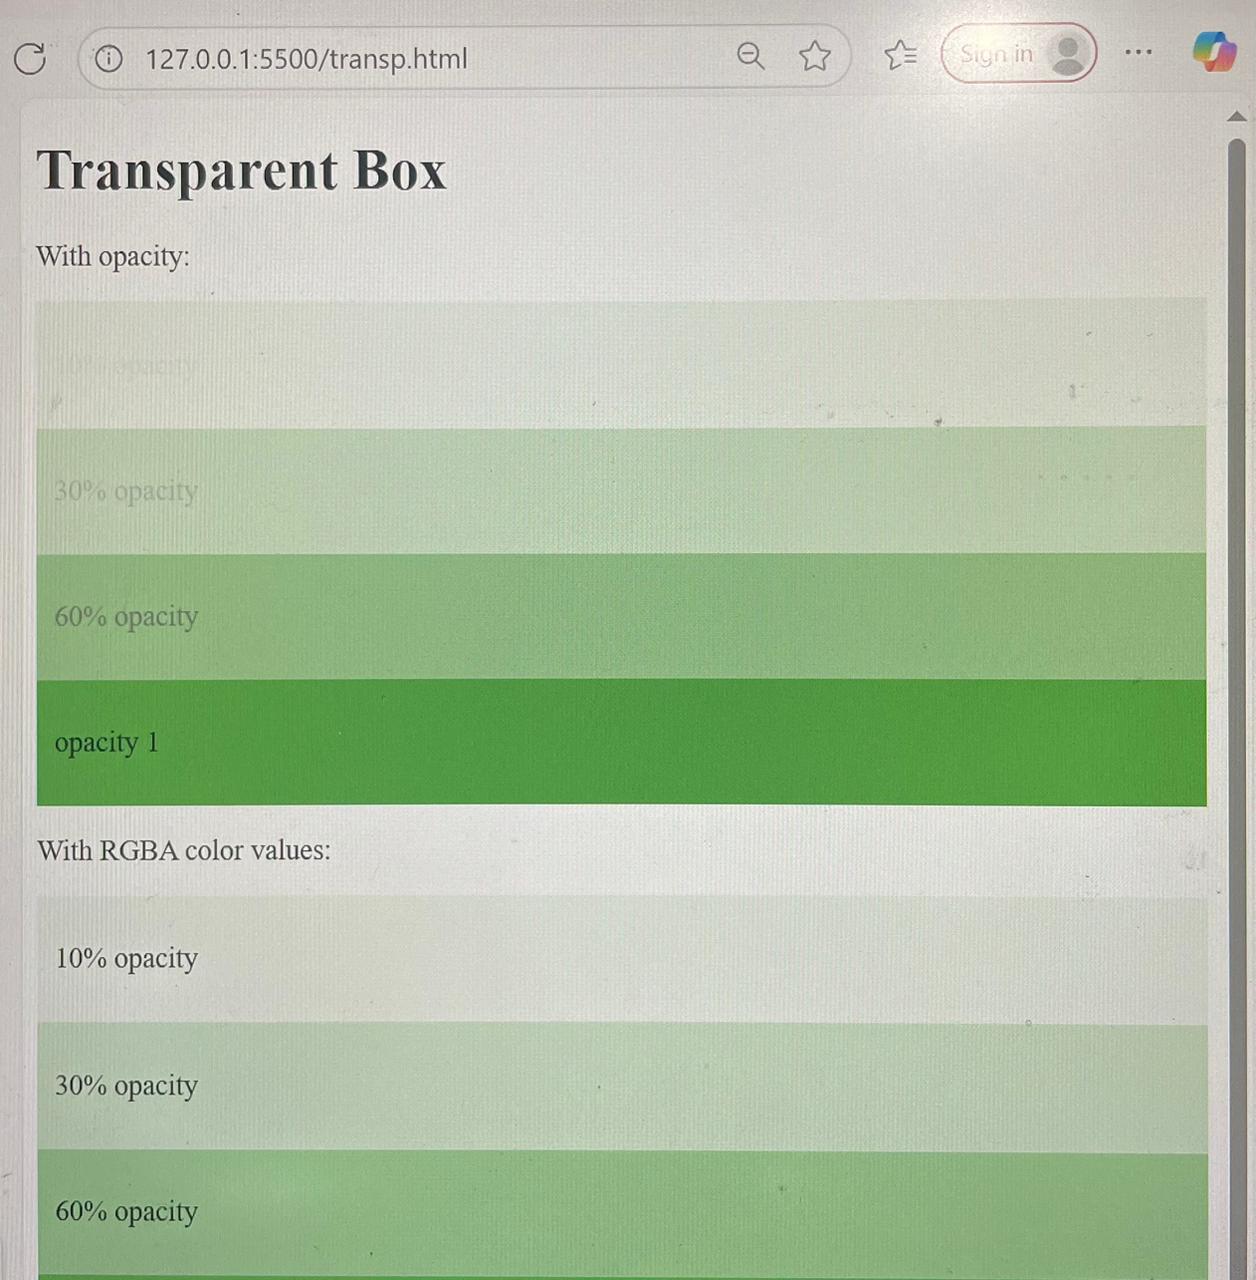 127.0.0.1:5500/transp.html
Sign in
Transparent Box
With opacity:
10% opacity
30% opacity
60% opacity
opacity 1
With RGBA color values:
10% opacity
30% opacity
60% opacity